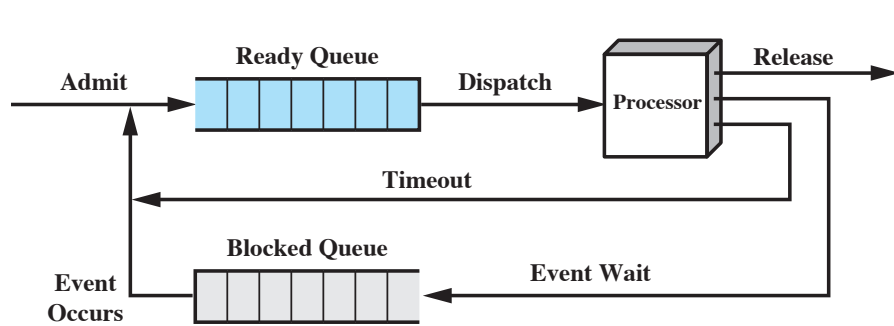 Ready Queue
Admit
Dispatch
Processor
Release
Timeout
Blocked Queue
Event Wait
Event
Occurs